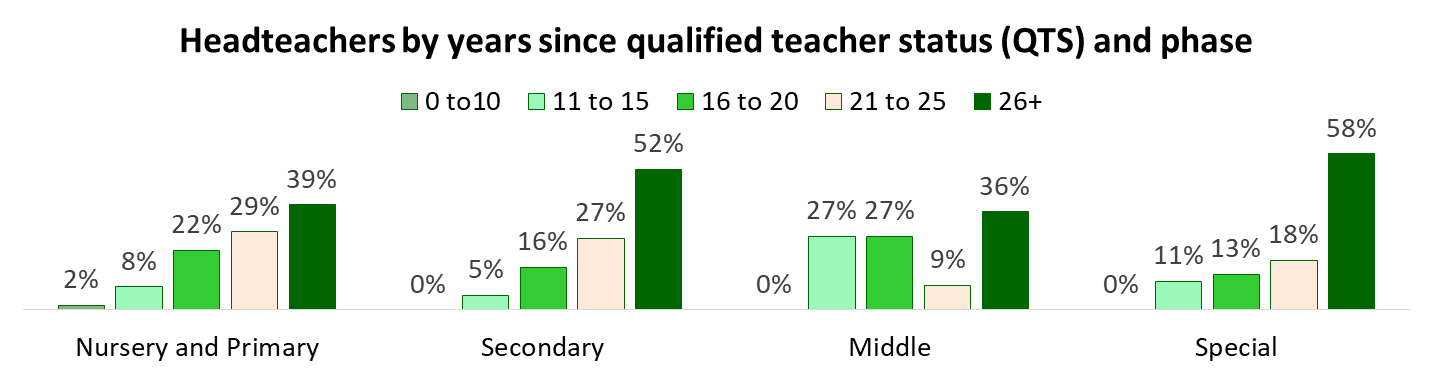 Headteachers by years since qualified teacher status (QTS) and phase
0 to10 11 to 15 16 to 20 21 to 25 26+
2% 8% 22% 29% 39%
0% 5% 16% 27% 52%
0% 27% 27% 9% 36%
0% 11% 13% 18% 58%
Nursery and Primary Secondary Middle Special